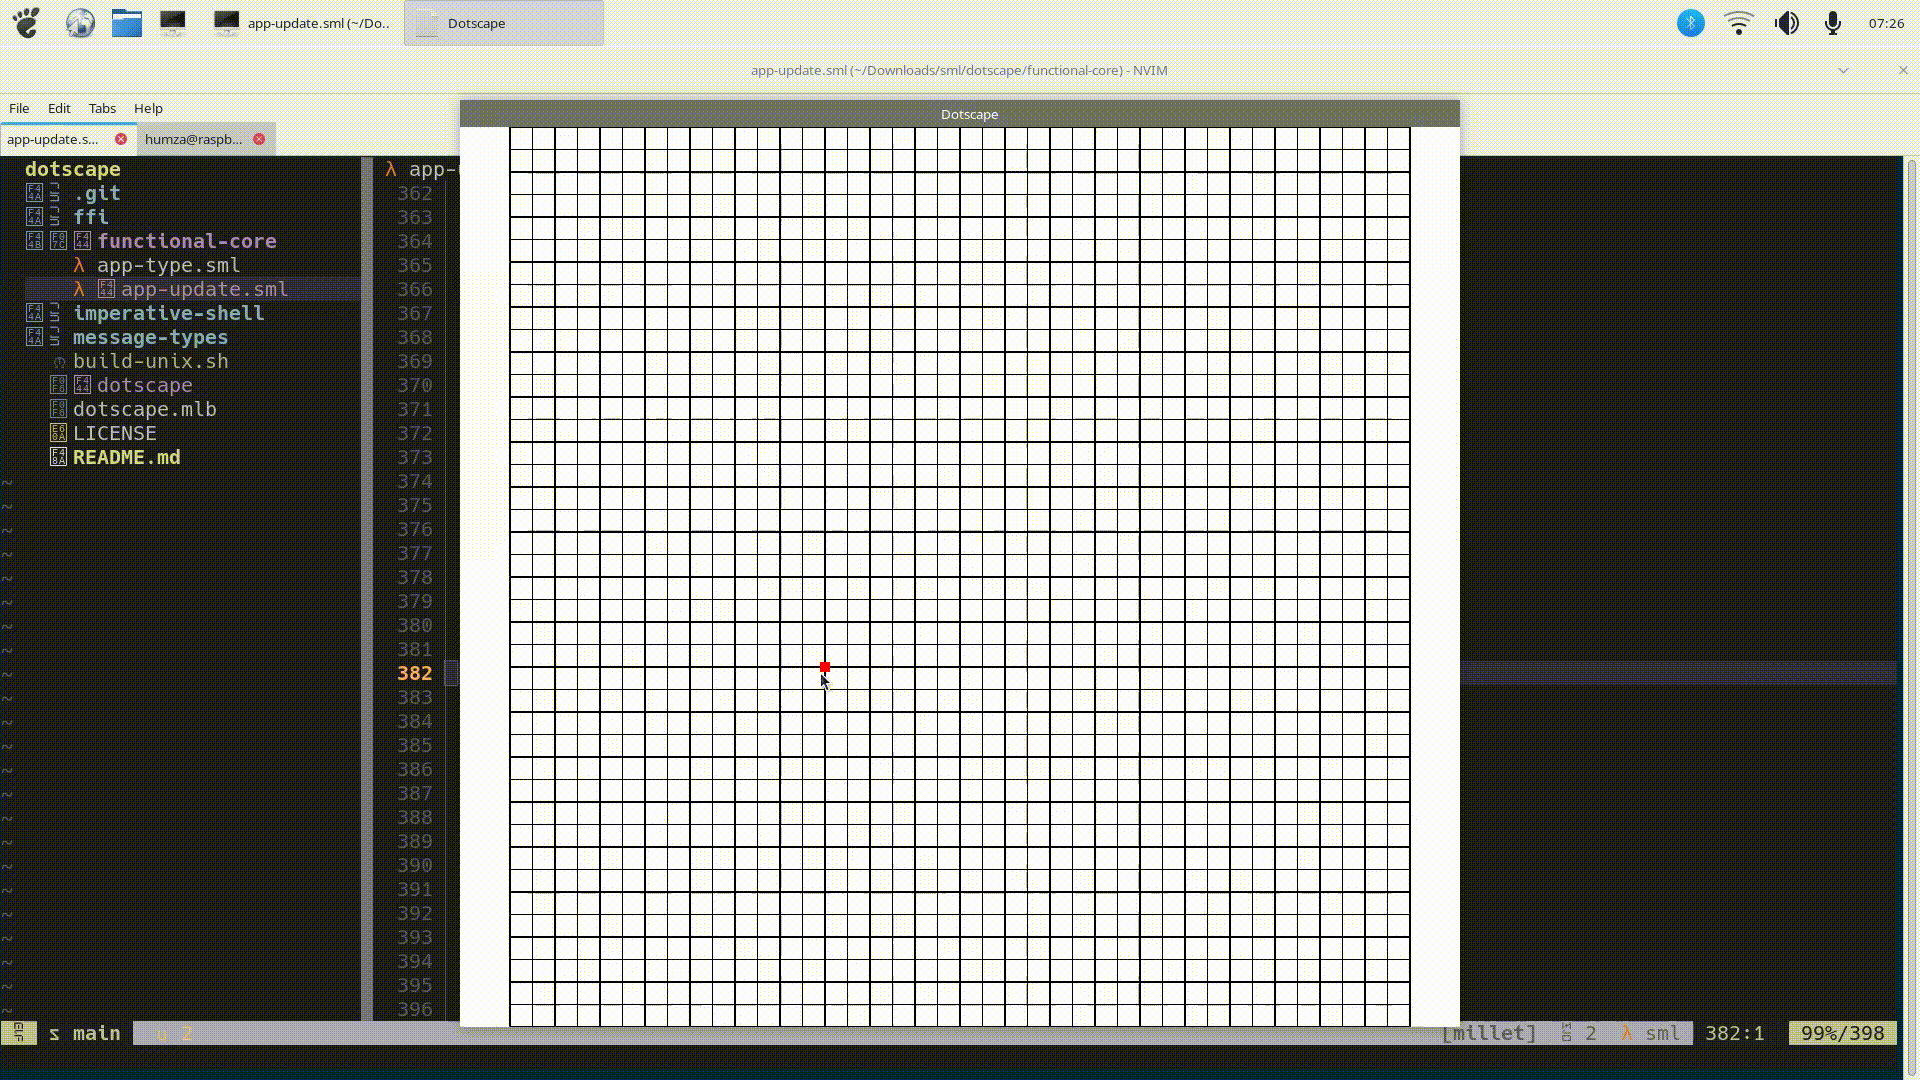 app-update.sml (~/Do..
Dotscape
07:26
app-update.sml (~/Downloads/sml/dotscape/functional-core) - NVIM
File Edit Tabs Help
app-update.s...
humza@raspb...
Dotscape
dotscape
.git
ffi
functional-core
λ app-type.sml
λ app-update.sml
imperative-shell
message-types
build-unix.sh
dotscape
dotscape.mlb
LICENSE
README.md
λ app-
362
363
364
365
366
367
368
369
370
371
372
373
374
375
376
377
378
379
380
381
382
383
384
385
386
387
388
389
390
391
392
393
394
395
396
main
2
[millet] 2 λ sml 382:1 99%/398